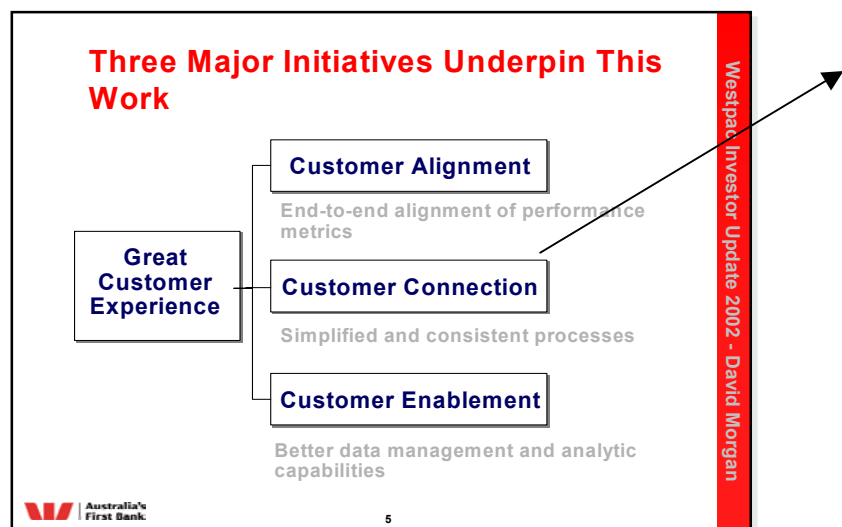 Three Major Initiatives Underpin This
Work
Customer Alignment
End-to-end alignment of performance
metrics
Great
Customer
Experience
Customer Connection
Simplified and consistent processes
Customer Enablement
Better data management and analytic
capabilities
Westpac Investor Update 2002 - David Morgan
Australia's
First Bank
5